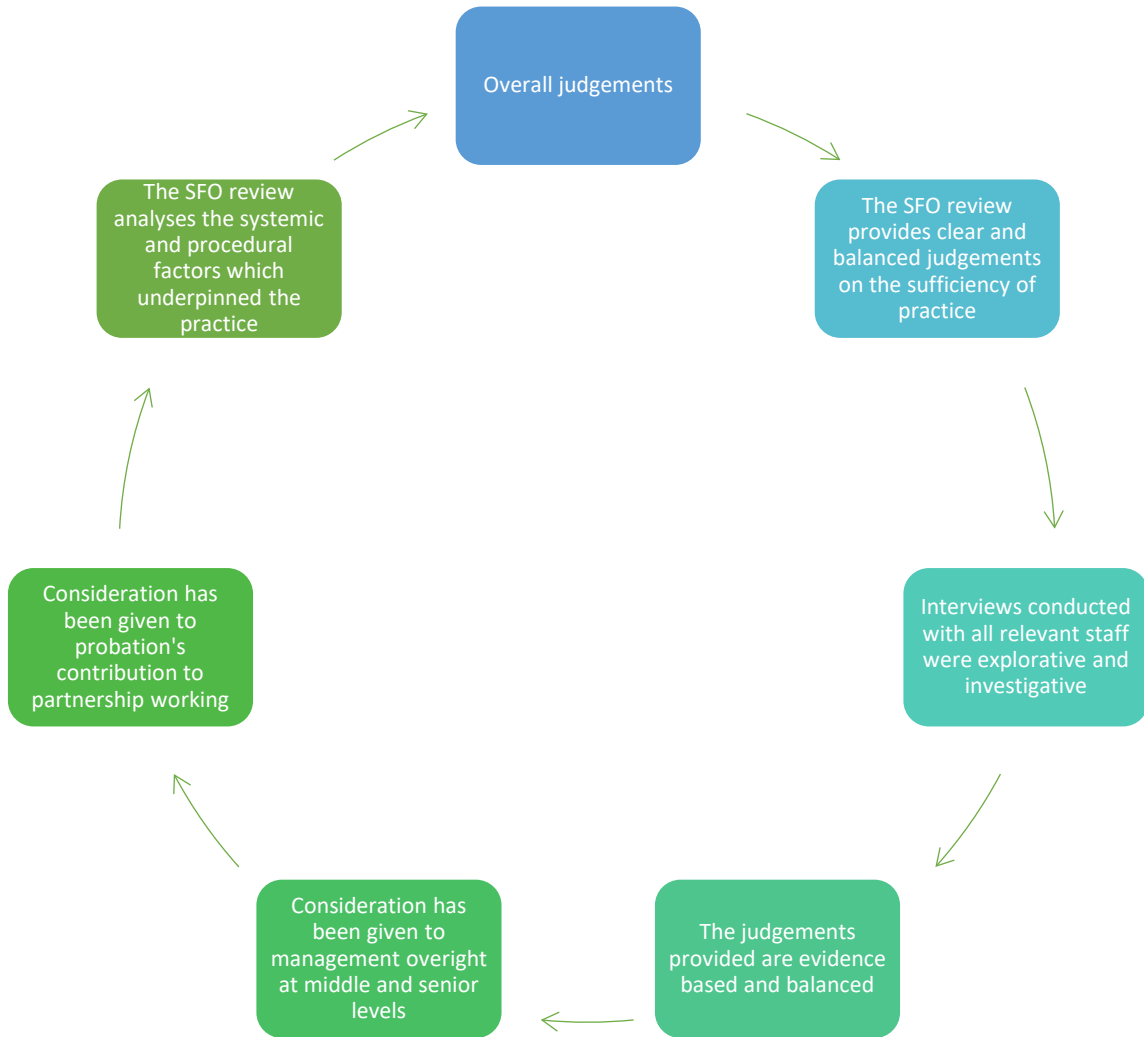 Overall judgements
The SFO review
provides clear and
balanced judgements
on the sufficiency of
practice
Interviews conducted
with all relevant staff
were explorative and
investigative
The judgements
provided are evidence
based and balanced
Consideration has
been given to
management overight
at middle and senior
levels
Consideration has
been given to
probation's
contribution to
partnership working
The SFO review
analyses the systemic
and procedural
factors which
underpinned the
practice